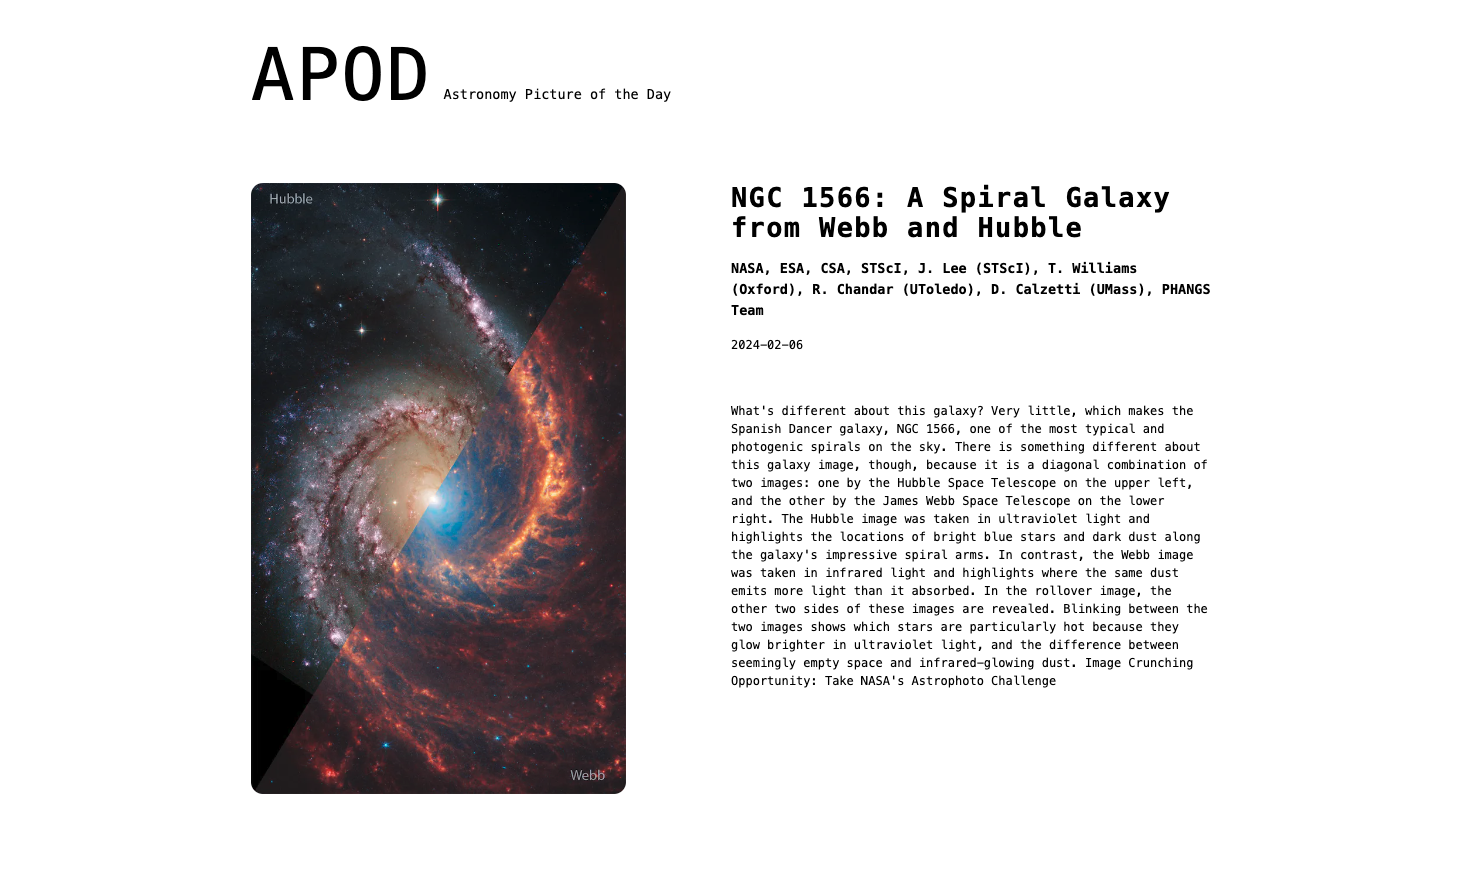 APOD Astronomy Picture of the Day
Hubble
Webb
NGC 1566: A Spiral Galaxy
from Webb and Hubble
NASA, ESA, CSA, STScI, J. Lee (STScI), T. Williams
(Oxford), R. Chandar (UToledo), D. Calzetti (UMass), PHANGS
Team
2024-02-06
What's different about this galaxy? Very little, which makes the
Spanish Dancer galaxy, NGC 1566, one of the most typical and
photogenic spirals on the sky. There is something different about
this galaxy image, though, because it is a diagonal combination of
two images: one by the Hubble Space Telescope on the upper left,
and the other by the James Webb Space Telescope on the lower
right. The Hubble image was taken in ultraviolet light and
highlights the locations of bright blue stars and dark dust along
the galaxy's impressive spiral arms. In contrast, the Webb image
was taken in infrared light and highlights where the same dust
emits more light than it absorbed. In the rollover image, the
other two sides of these images are revealed. Blinking between the
two images shows which stars are particularly hot because they
glow brighter in ultraviolet light, and the difference between
seemingly empty space and infrared-glowing dust. Image Crunching
Opportunity: Take NASA's Astrophoto Challenge